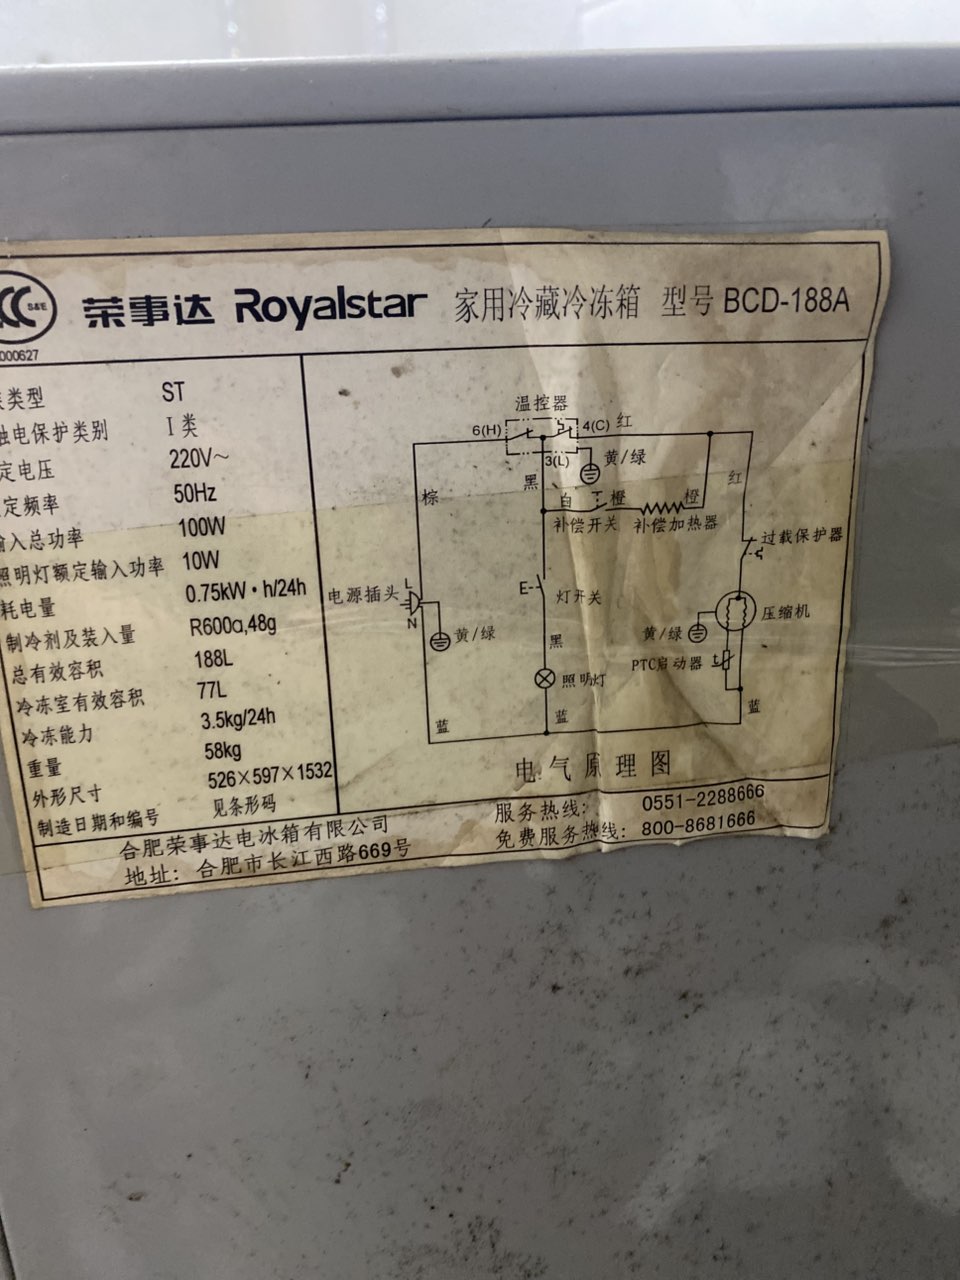 CCC S&E
000627
荣事达 Royalstar 家用冷藏冷冻箱 型号 BCD-188A
类型 ST
触电保护类别 I 类
定电压 220V～
定频率 50Hz
输入总功率 100W
照明灯额定输入功率 10W
耗电量 0.75kW·h/24h
制冷剂及装入量 R600a,48g
总有效容积 188L
冷冻室有效容积 77L
冷冻能力 3.5kg/24h
重量 58kg
外形尺寸 526×597×1532
制造日期和编号 见条形码
温控器
6(H) 4(C) 红
3(L) 黄/绿
黑
棕 白 橙 橙 红
补偿开关 补偿加热器
过载保护器
L
电源插头
N
E
灯开关
压缩机
黄/绿
黄/绿
黑
PTC启动器
照明灯
蓝 蓝 蓝
电气原理图
合肥荣事达电冰箱有限公司
地址: 合肥市长江西路669号
服务热线: 0551-2288666
免费服务热线: 800-8681666